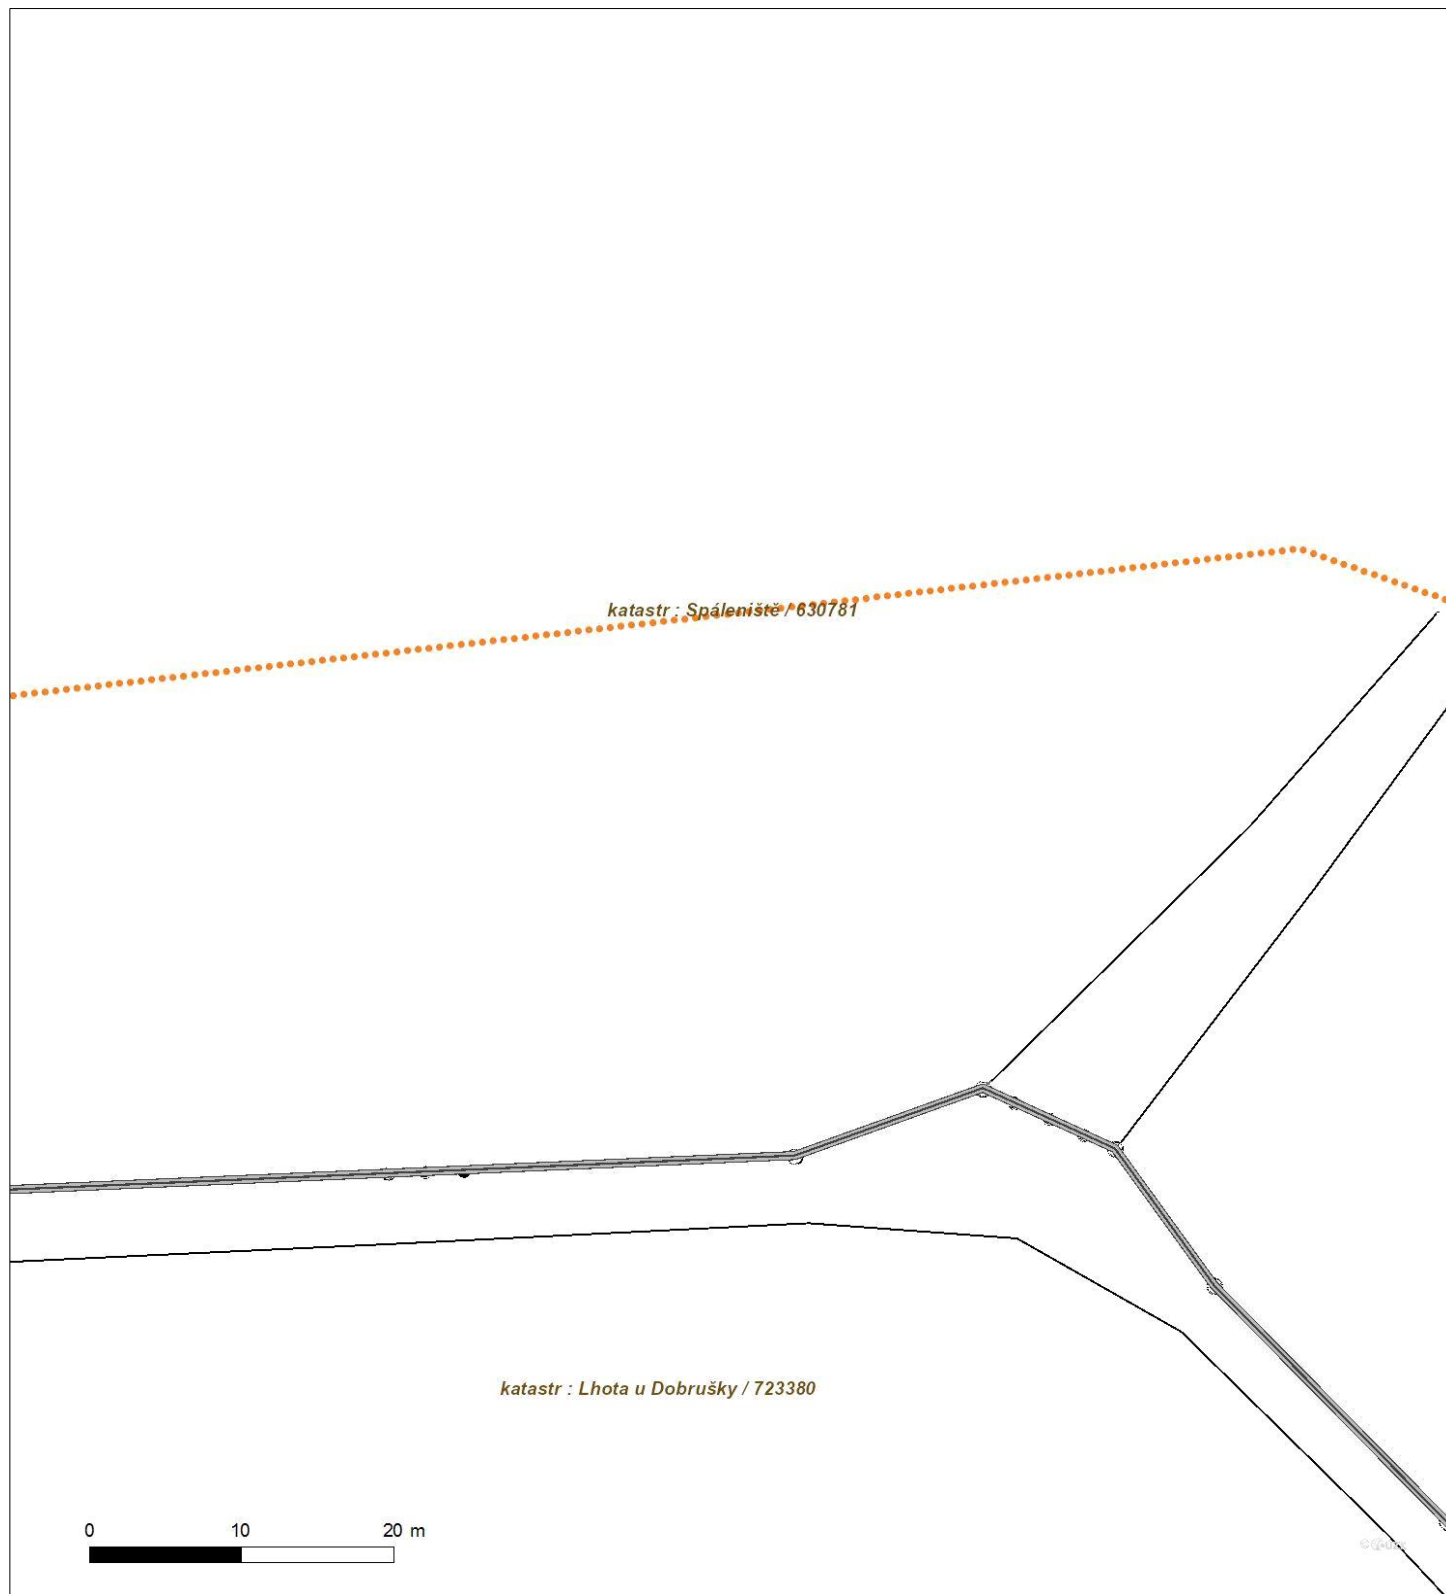 katastr : Spáleniště / 630781
katastr : Lhota u Dobrušky / 723380
0 10 20 m